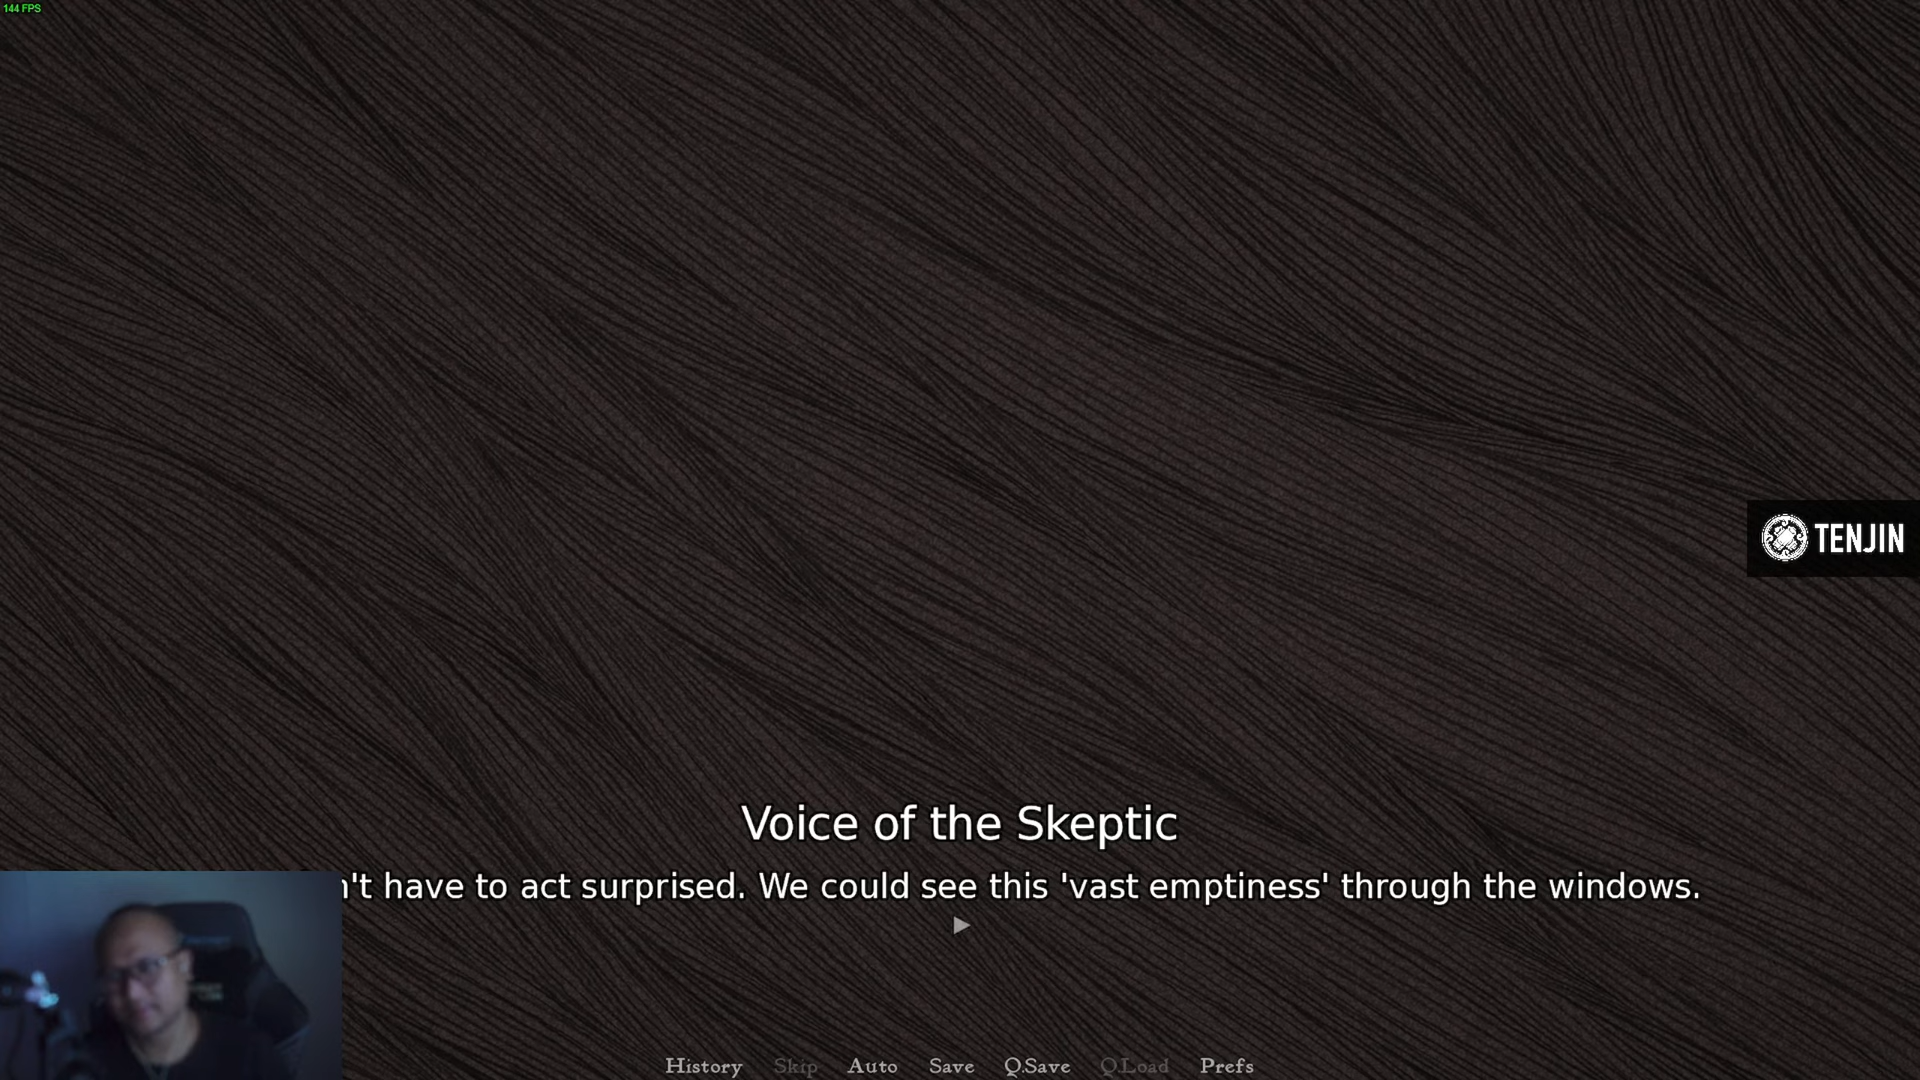 144 FPS
TENJIN
Voice of the Skeptic
n't have to act surprised. We could see this 'vast emptiness' through the windows.
History Skip Auto Save Q.Save Q.Load Prefs